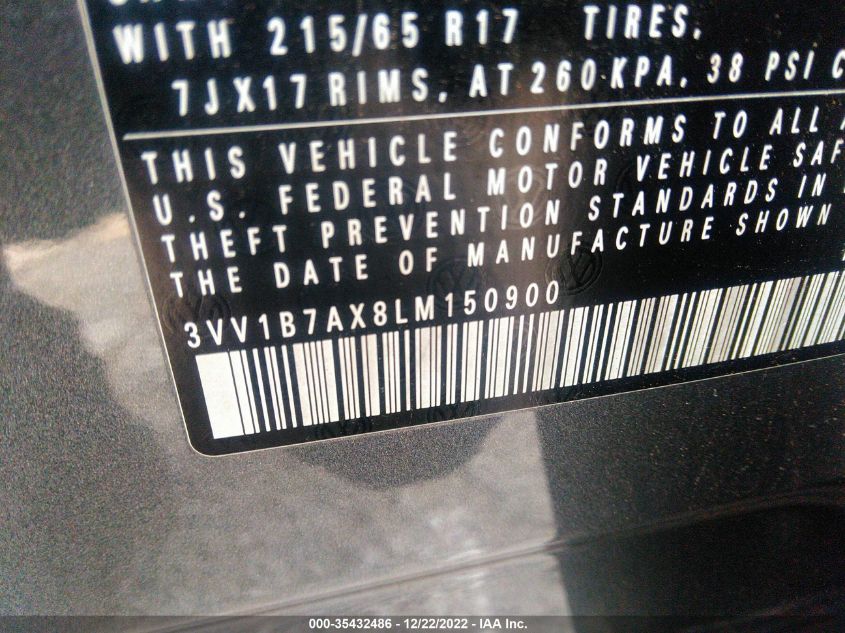 WITH 215/65 R17 TIRES,
7JX17 RIMS, AT 260 KPA, 38 PSI C
THIS VEHICLE CONFORMS TO ALL A
U.S. FEDERAL MOTOR VEHICLE SAF
THEFT PREVENTION STANDARDS IN
THE DATE OF MANUFACTURE SHOWN
3VV1B7AX8LM150900
000-35432486 - 12/22/2022 - IAA Inc.